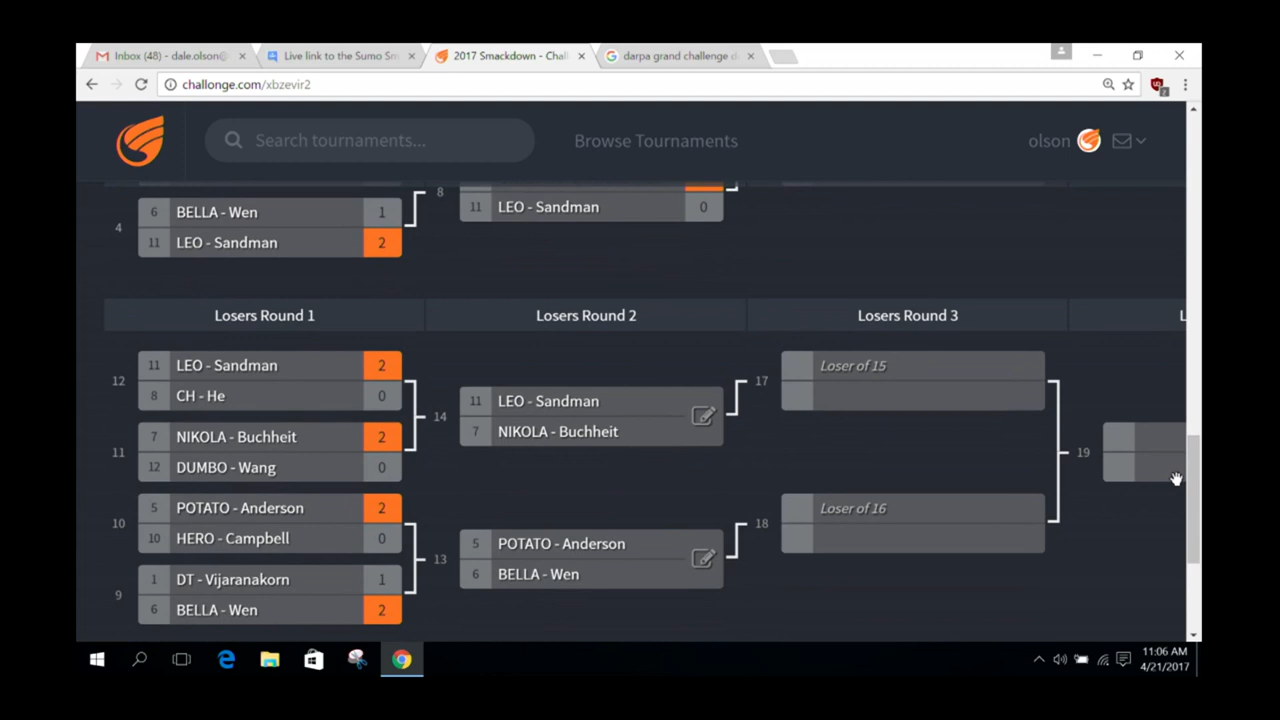 Inbox (48) - dale.olson@
Live link to the Sumo Sm
2017 Smackdown - Chall
darpa grand challenge d
challonge.com/xbzevir2
Search tournaments...
Browse Tournaments
olson
4
6 BELLA - Wen 1
11 LEO - Sandman 2
8
11 LEO - Sandman 0
Losers Round 1
Losers Round 2
Losers Round 3
L
12
11 LEO - Sandman 2
8 CH - He 0
11
7 NIKOLA - Buchheit 2
12 DUMBO - Wang 0
10
5 POTATO - Anderson 2
10 HERO - Campbell 0
9
1 DT - Vijaranakorn 1
6 BELLA - Wen 2
14
11 LEO - Sandman
7 NIKOLA - Buchheit
13
5 POTATO - Anderson
6 BELLA - Wen
17
Loser of 15
18
Loser of 16
19
11:06 AM
4/21/2017